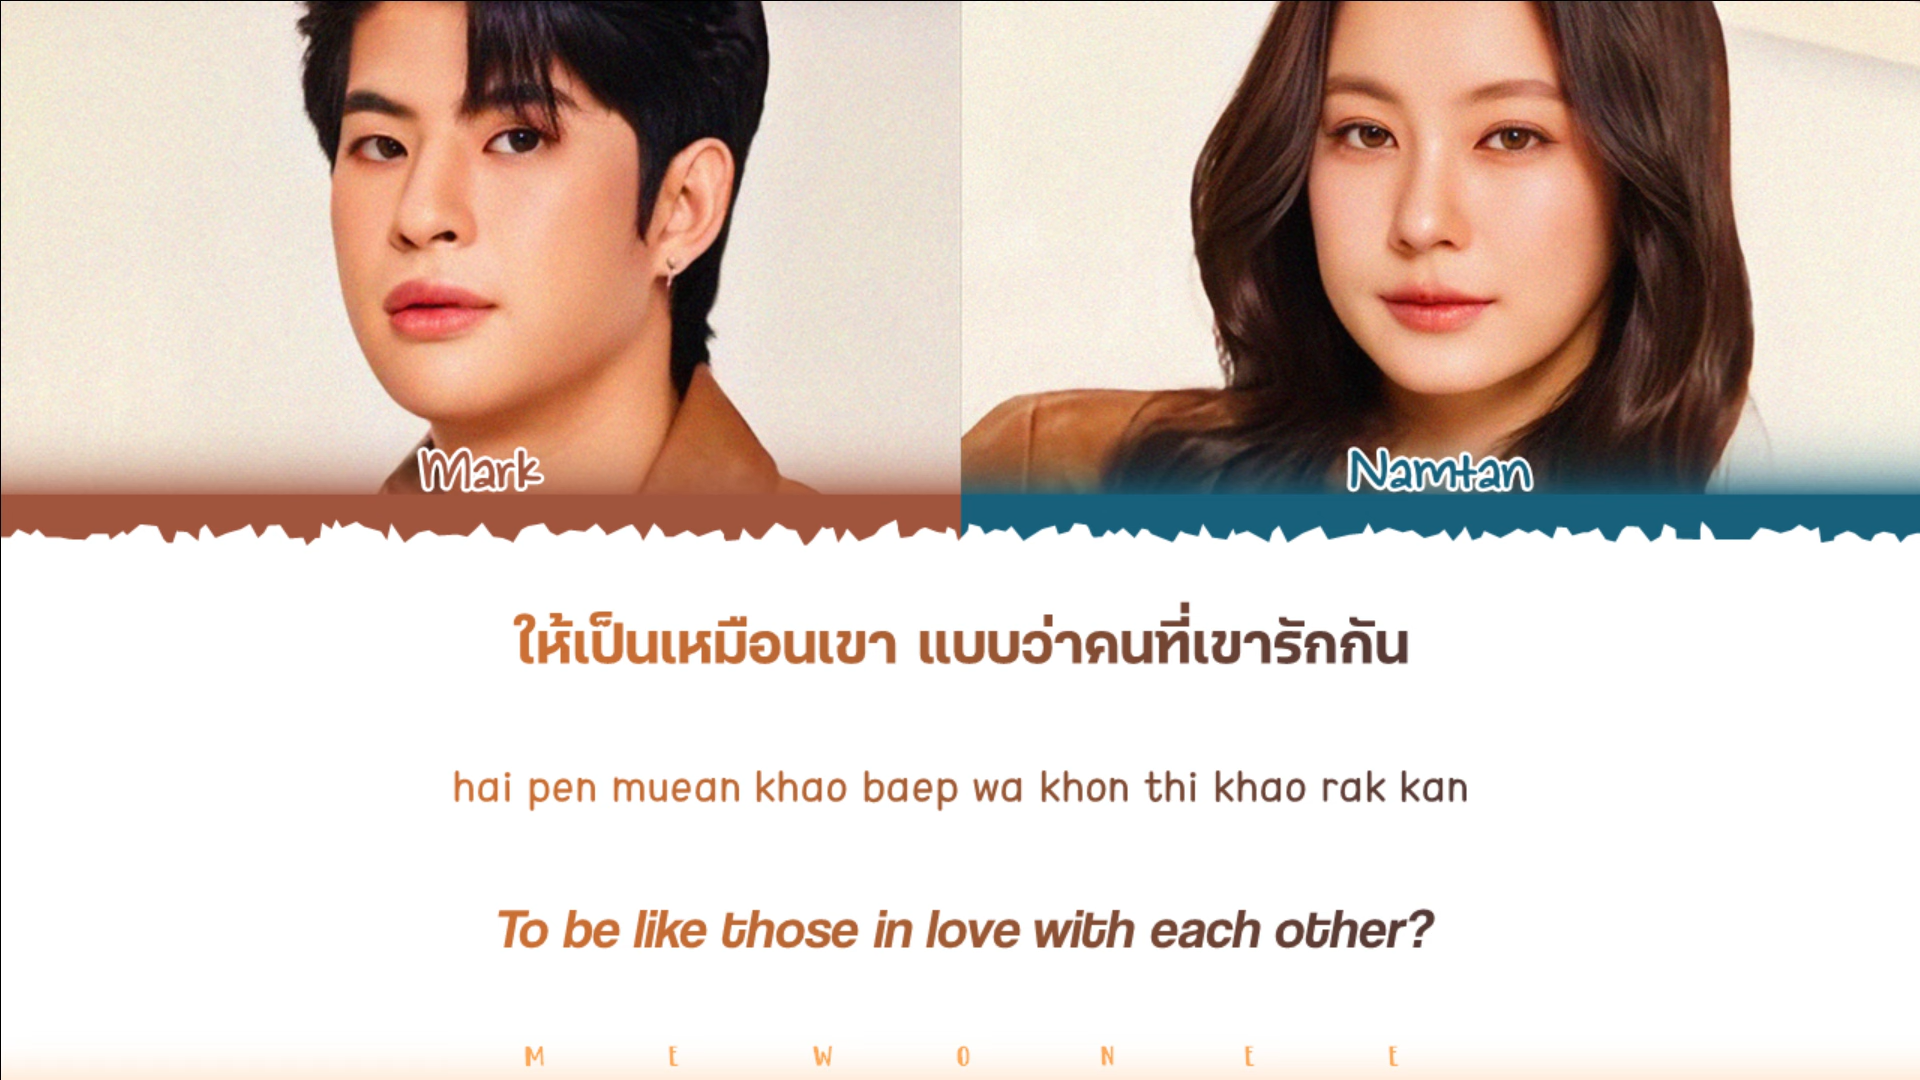 Mark
Namtan
ให้เป็นเหมือนเขา แบบว่าคนที่เขารักกัน
hai pen muean khao baep wa khon thi khao rak kan
To be like those in love with each other?
M E W O N E E